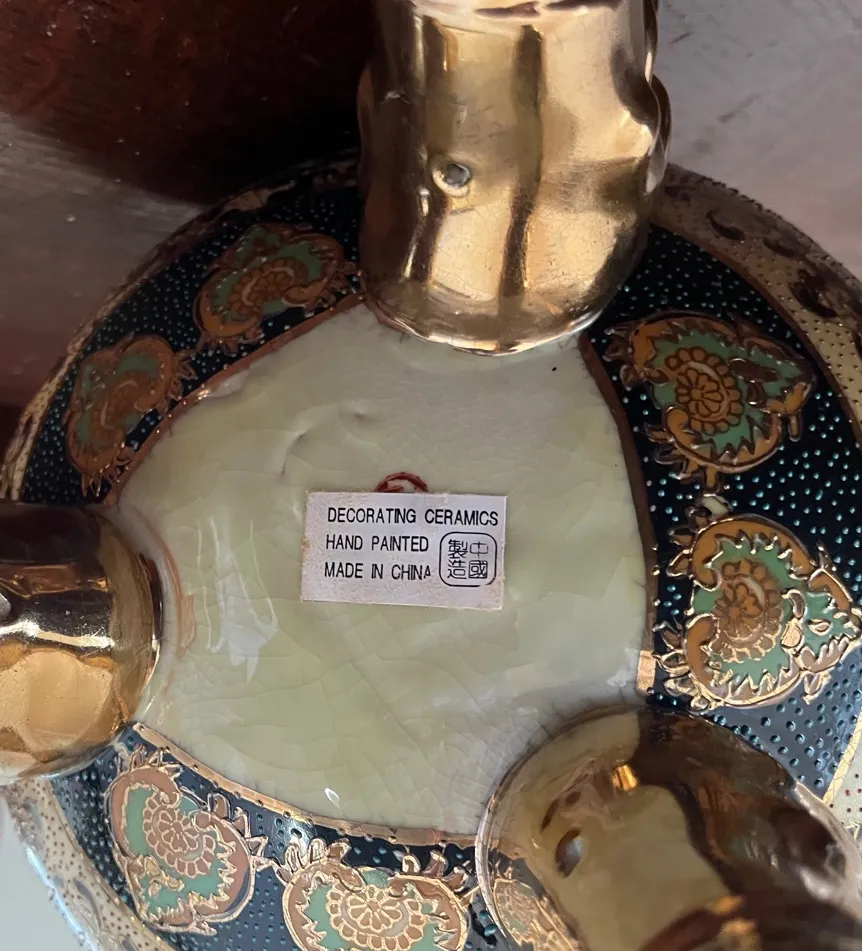 DECORATING CERAMICS
HAND PAINTED
MADE IN CHINA
中國
製造